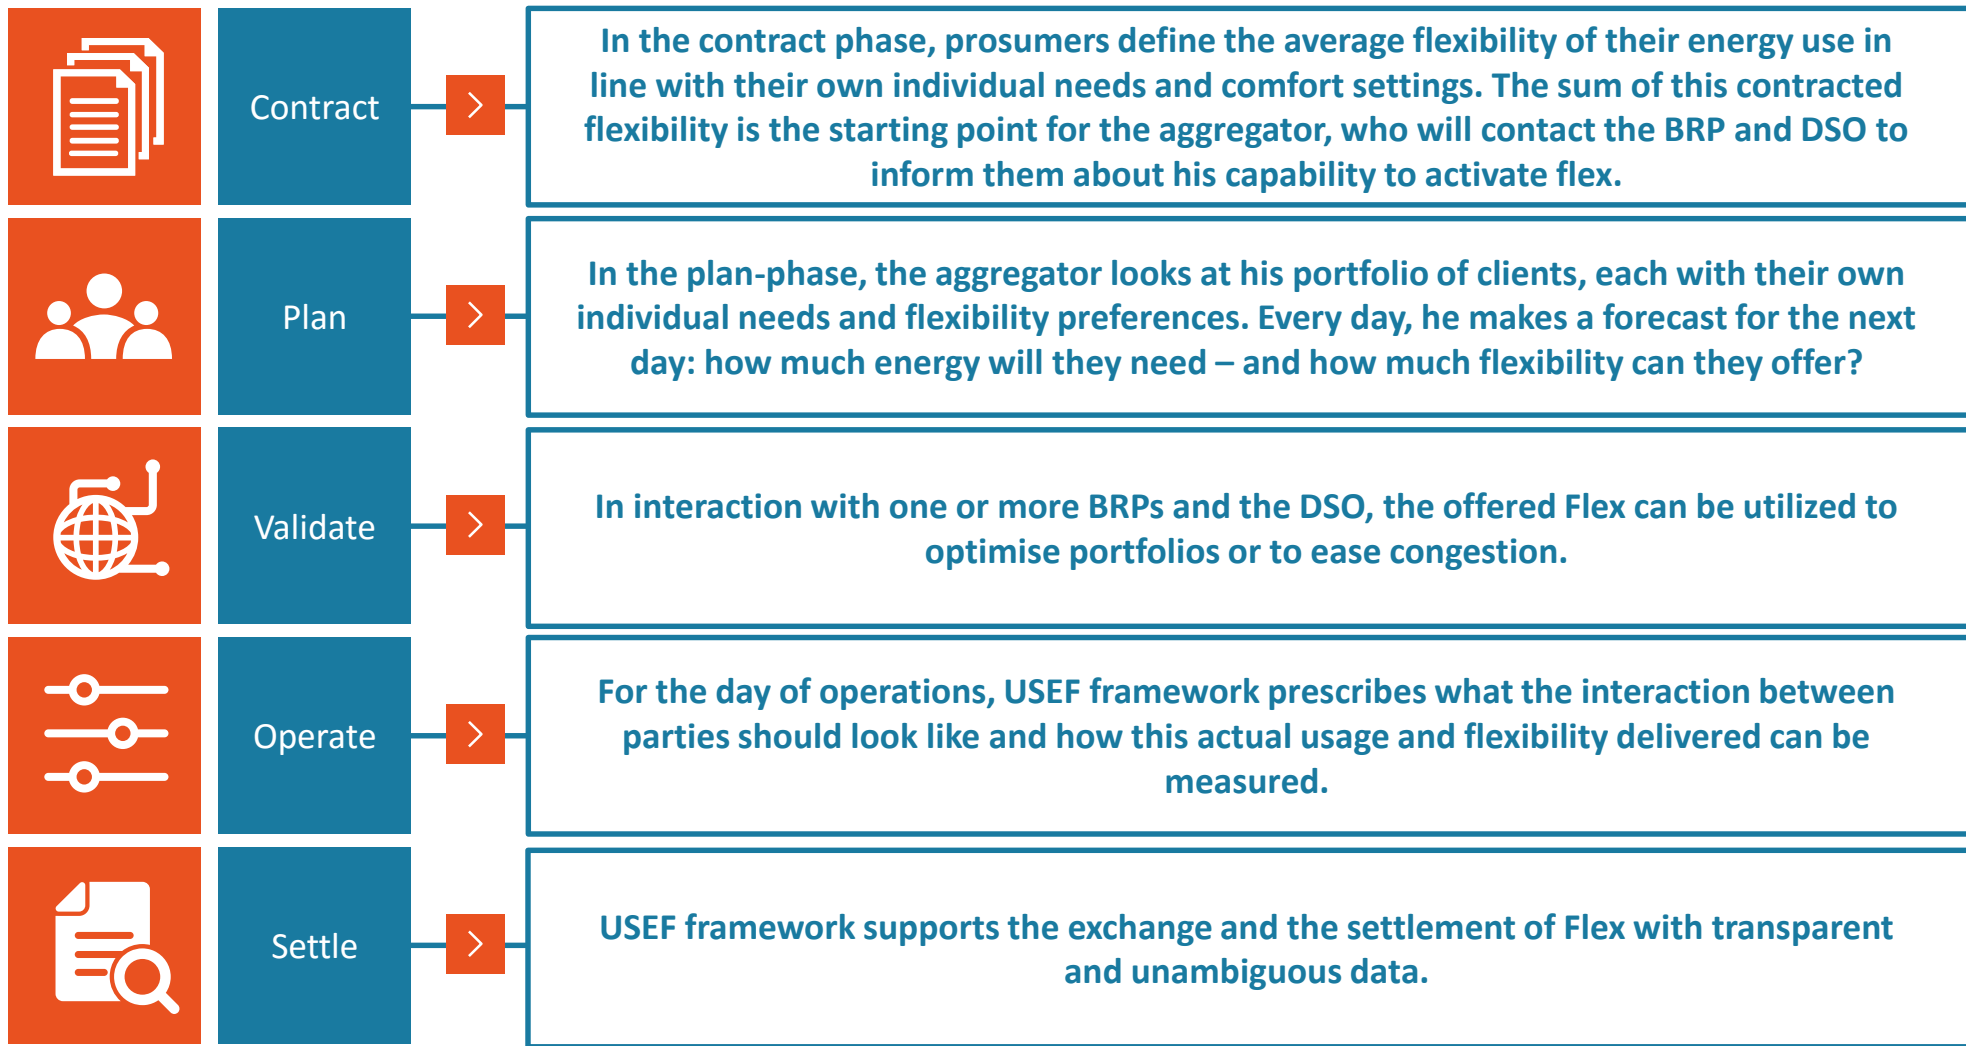 Contract
In the contract phase, prosumers define the average flexibility of their energy use in
line with their own individual needs and comfort settings. The sum of this contracted
flexibility is the starting point for the aggregator, who will contact the BRP and DSO to
inform them about his capability to activate flex.
Plan
In the plan-phase, the aggregator looks at his portfolio of clients, each with their own
individual needs and flexibility preferences. Every day, he makes a forecast for the next
day: how much energy will they need – and how much flexibility can they offer?
Validate
In interaction with one or more BRPs and the DSO, the offered Flex can be utilized to
optimise portfolios or to ease congestion.
Operate
For the day of operations, USEF framework prescribes what the interaction between
parties should look like and how this actual usage and flexibility delivered can be
measured.
Settle
USEF framework supports the exchange and the settlement of Flex with transparent
and unambiguous data.